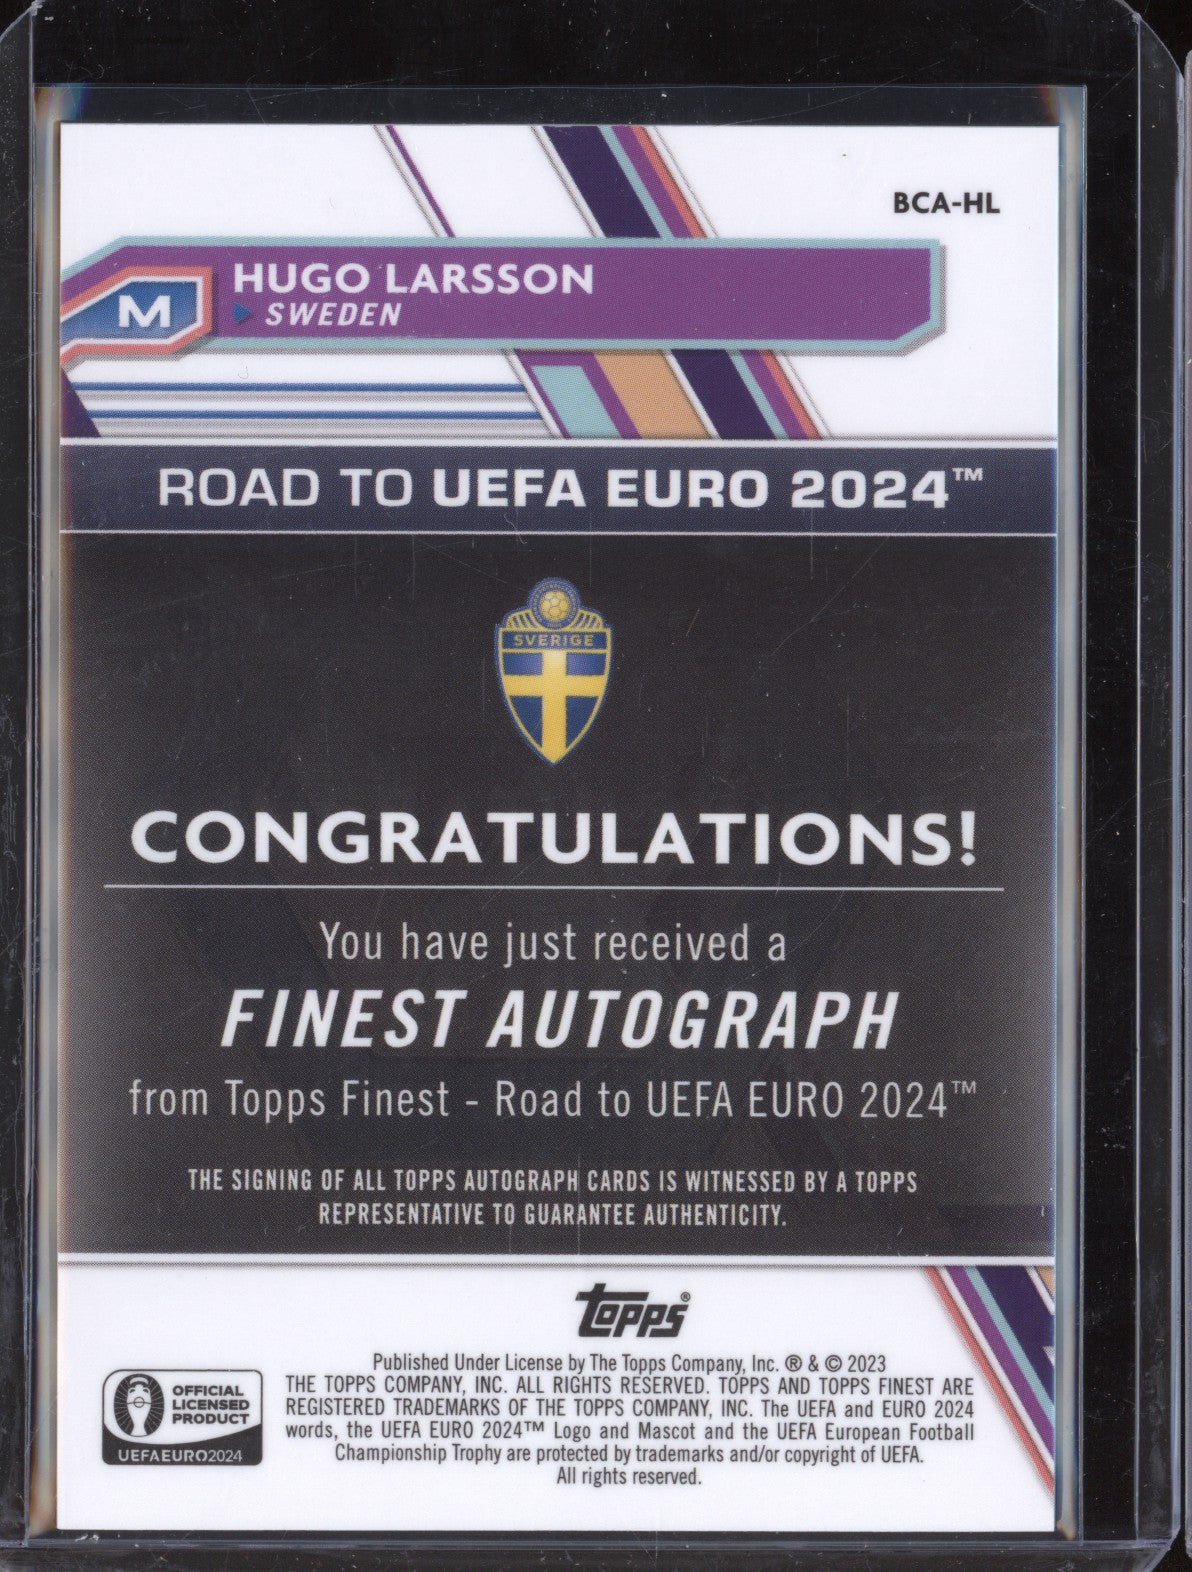 BCA-HL
HUGO LARSSON
M
SWEDEN
ROAD TO UEFA EURO 2024™
SVERIGE
CONGRATULATIONS!
You have just received a
FINEST AUTOGRAPH
from Topps Finest - Road to UEFA EURO 2024™
THE SIGNING OF ALL TOPPS AUTOGRAPH CARDS IS WITNESSED BY A TOPPS
REPRESENTATIVE TO GUARANTEE AUTHENTICITY.
topps®
Published Under License by The Topps Company, Inc. ® & © 2023
THE TOPPS COMPANY, INC. ALL RIGHTS RESERVED. TOPPS AND TOPPS FINEST ARE
REGISTERED TRADEMARKS OF THE TOPPS COMPANY, INC. The UEFA and EURO 2024
words, the UEFA EURO 2024™ Logo and Mascot and the UEFA European Football
Championship Trophy are protected by trademarks and/or copyright of UEFA.
All rights reserved.
OFFICIAL
LICENSED
PRODUCT
UEFAEURO2024